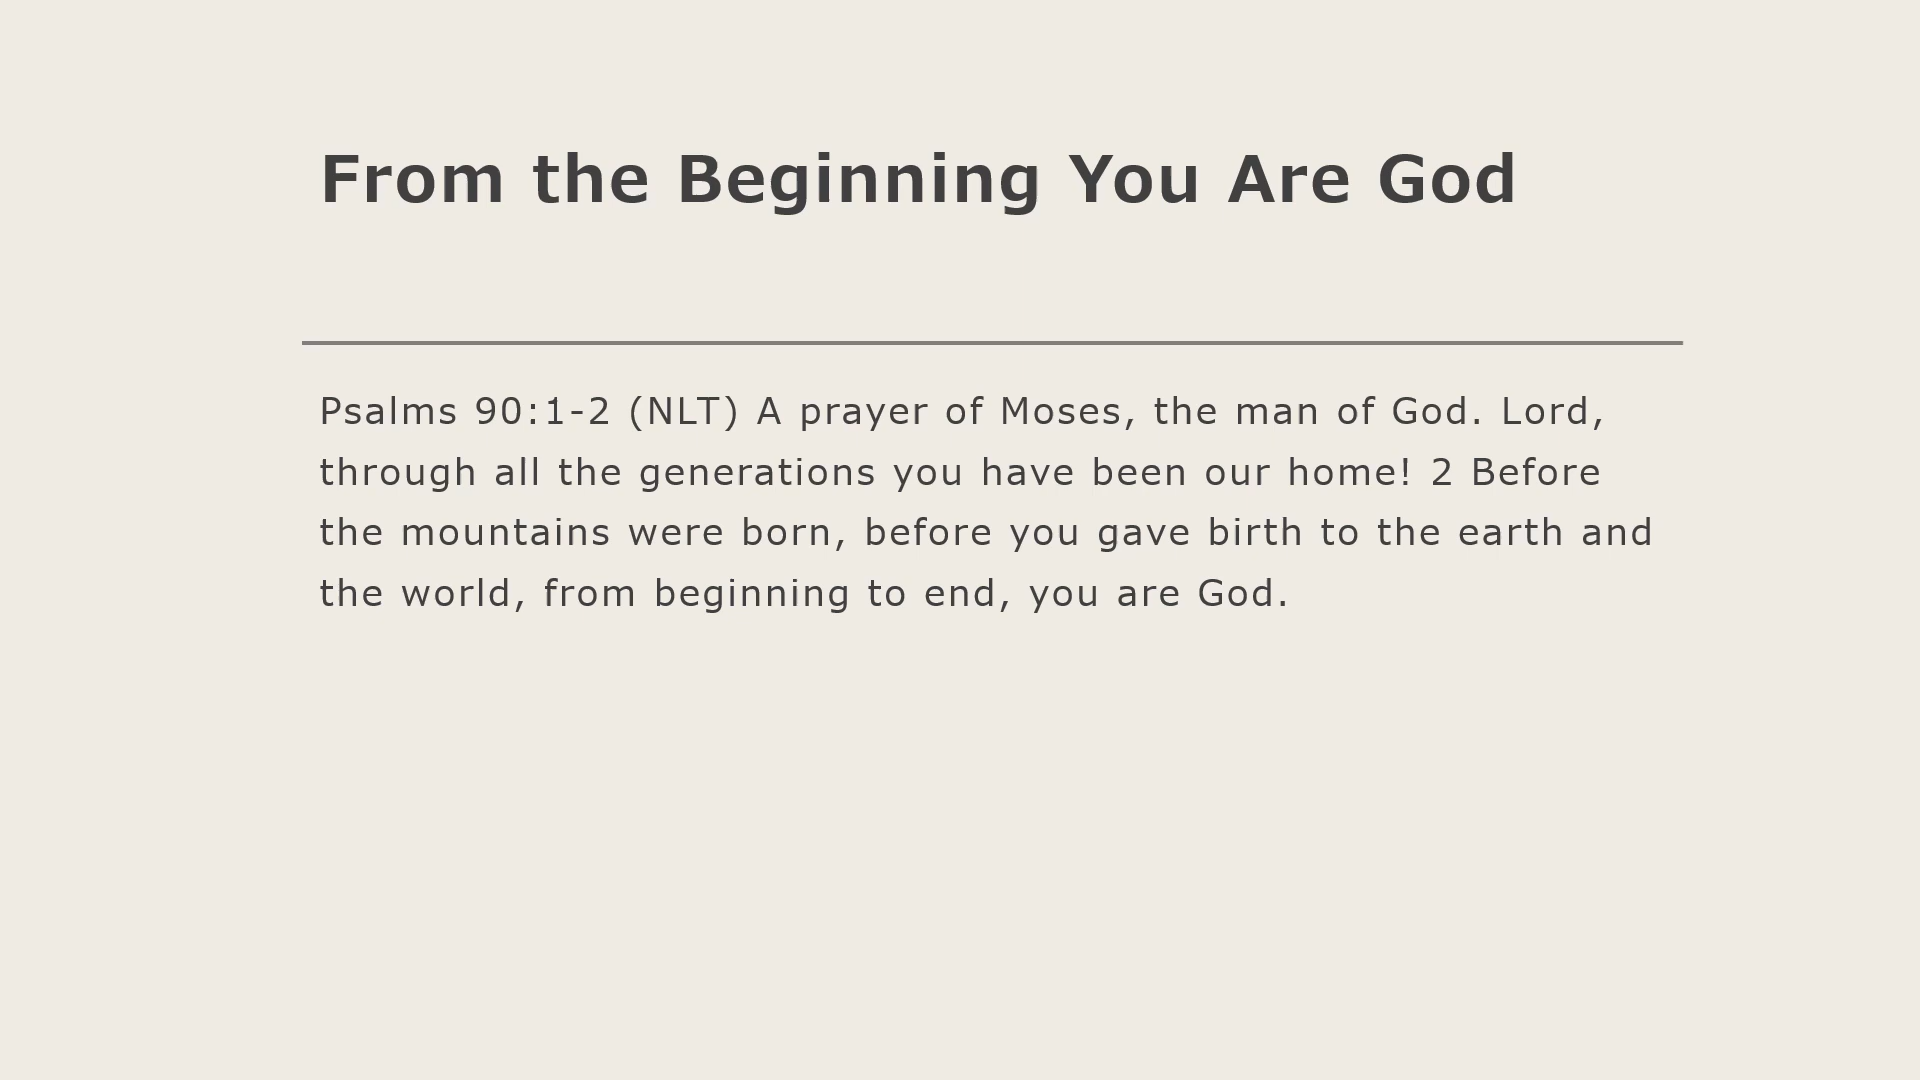 From the Beginning You Are God
Psalms 90:1-2 (NLT) A prayer of Moses, the man of God. Lord,
through all the generations you have been our home! 2 Before
the mountains were born, before you gave birth to the earth and
the world, from beginning to end, you are God.